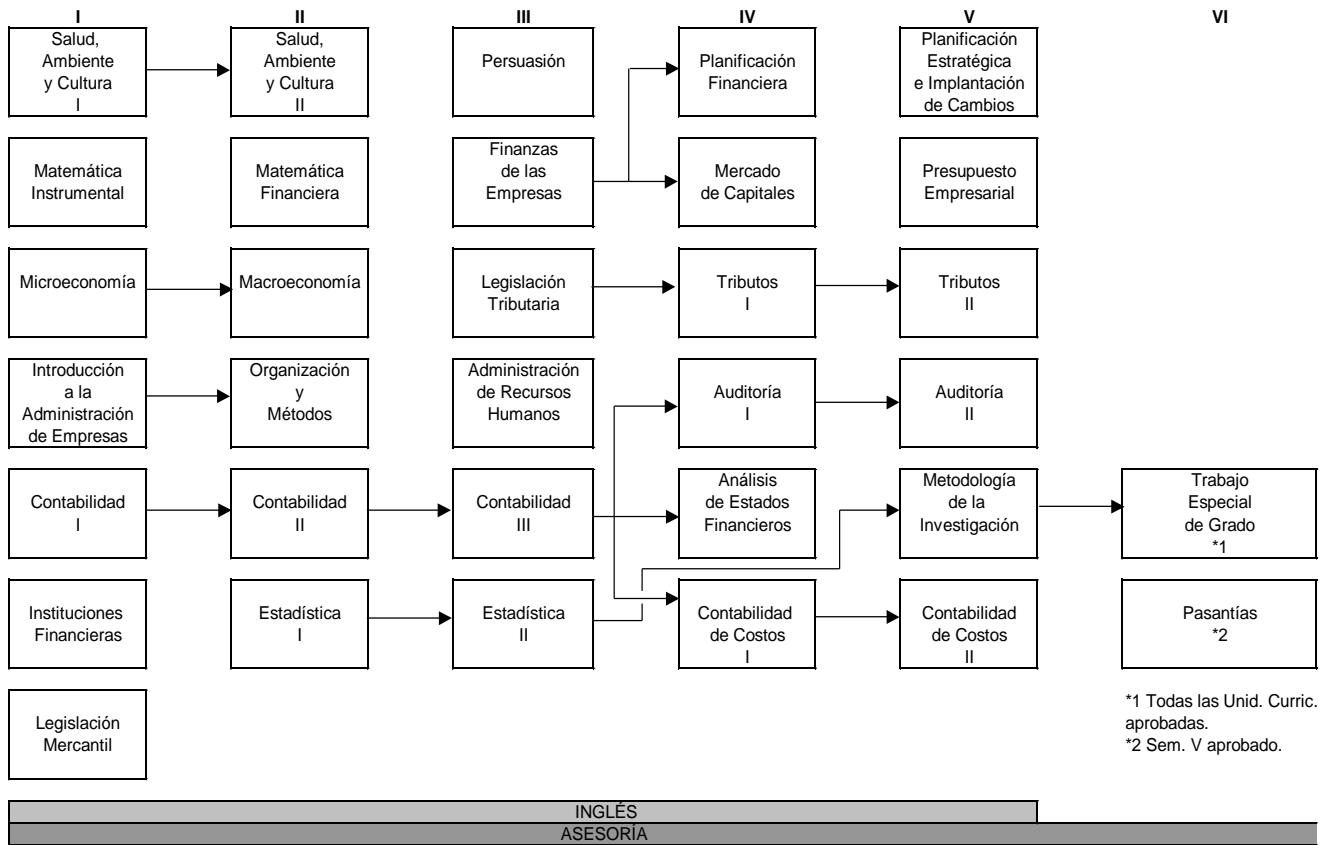 I
II
III
IV
V
VI
Salud,
Ambiente
y Cultura
I
Salud,
Ambiente
y Cultura
II
Persuasión
Planificación
Financiera
Planificación
Estratégica
e Implantación
de Cambios
Matemática
Instrumental
Matemática
Financiera
Finanzas
de las
Empresas
Mercado
de Capitales
Presupuesto
Empresarial
Microeconomía
Macroeconomía
Legislación
Tributaria
Tributos
I
Tributos
II
Introducción
a la
Administración
de Empresas
Organización
y
Métodos
Administración
de Recursos
Humanos
Auditoría
I
Auditoría
II
Contabilidad
I
Contabilidad
II
Contabilidad
III
Análisis
de Estados
Financieros
Metodología
de la
Investigación
Trabajo
Especial
de Grado
*1
Instituciones
Financieras
Estadística
I
Estadística
II
Contabilidad
de Costos
I
Contabilidad
de Costos
II
Pasantías
*2
Legislación
Mercantil
*1 Todas las Unid. Curric.
aprobadas.
*2 Sem. V aprobado.
INGLÉS
ASESORÍA